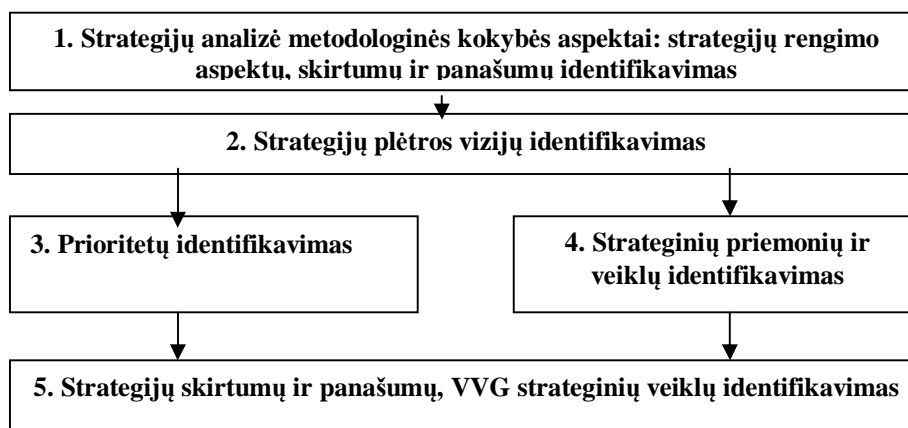 1. Strategijų analizė metodologinės kokybės aspektai: strategijų rengimo
aspektų, skirtumų ir panašumų identifikavimas
2. Strategijų plėtros vizijų identifikavimas
3. Prioritetų identifikavimas
4. Strateginių priemonių ir
veiklų identifikavimas
5. Strategijų skirtumų ir panašumų, VVG strateginių veiklų identifikavimas